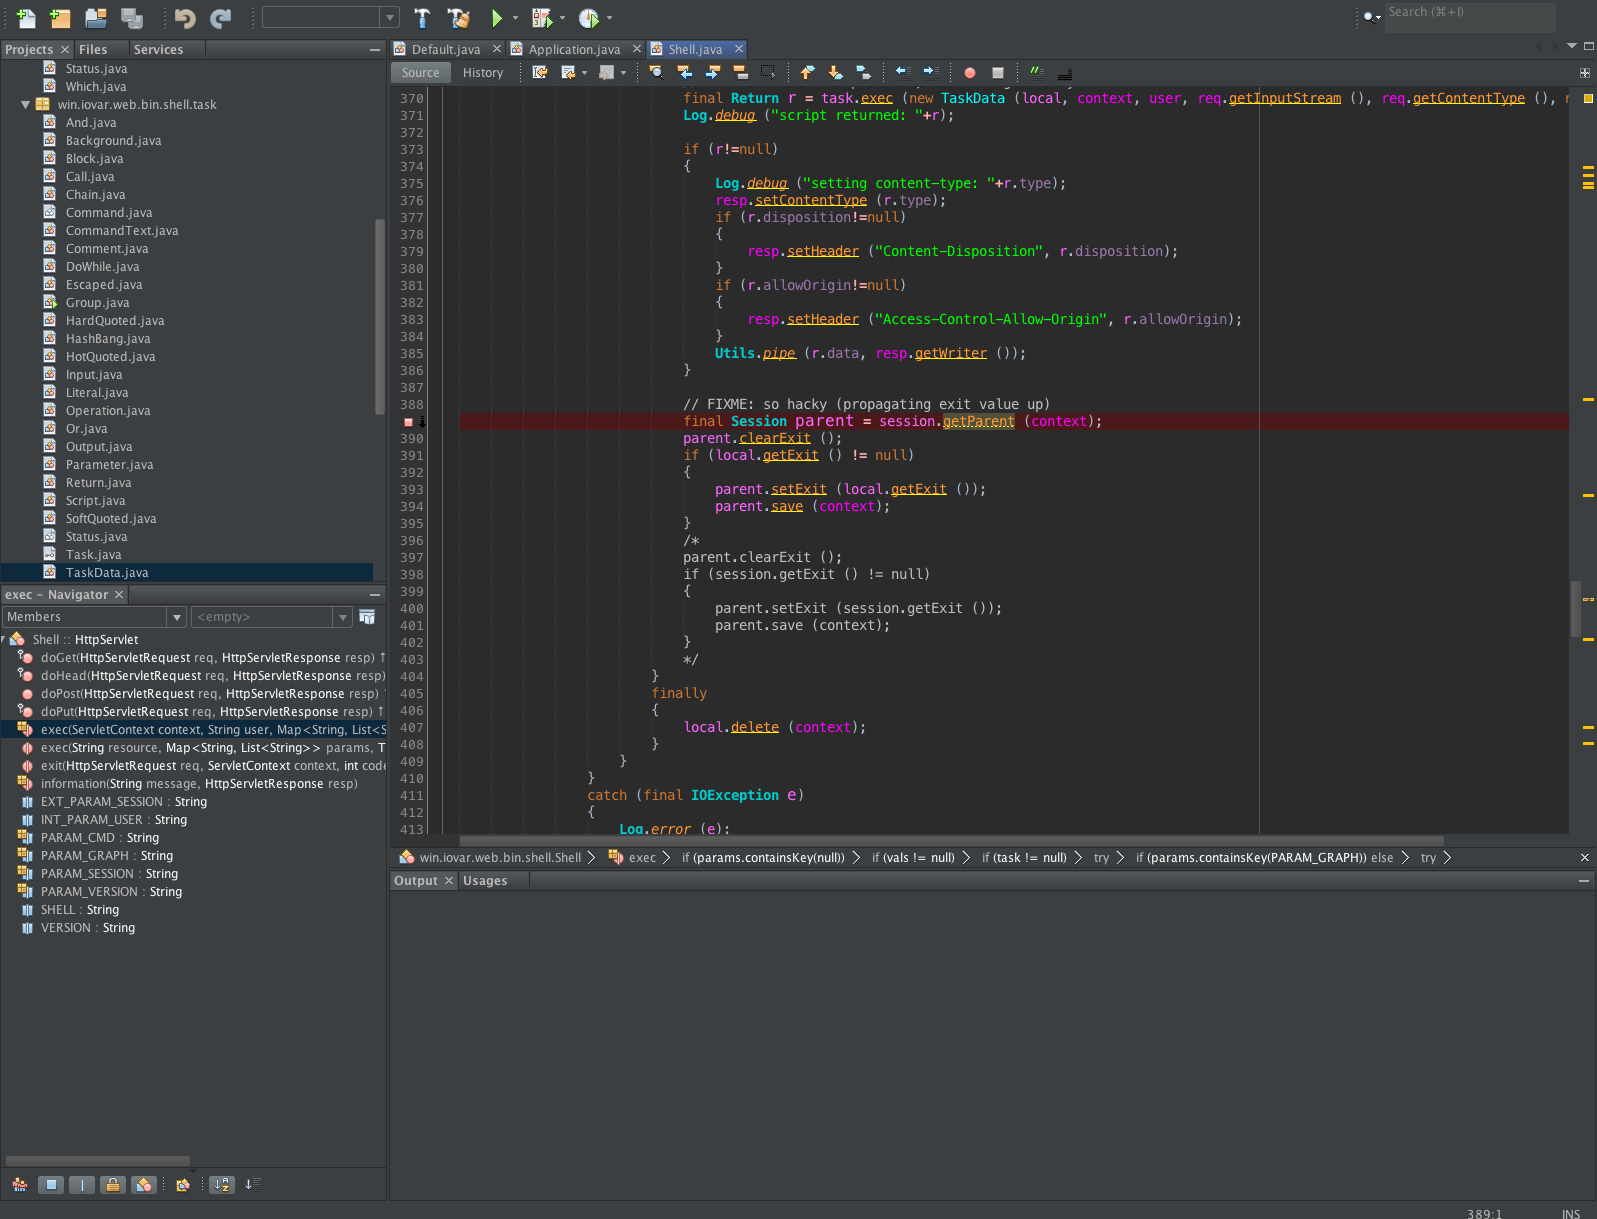 Search (⌘+I)
Projects
Files
Services
Status.java
Which.java
win.iovar.web.bin.shell.task
And.java
Background.java
Block.java
Call.java
Chain.java
Command.java
CommandText.java
Comment.java
DoWhile.java
Escaped.java
Group.java
HardQuoted.java
HashBang.java
HotQuoted.java
Input.java
Literal.java
Operation.java
Or.java
Output.java
Parameter.java
Return.java
Script.java
SoftQuoted.java
Status.java
Task.java
TaskData.java
exec - Navigator
Members
<empty>
Shell :: HttpServlet
doGet(HttpServletRequest req, HttpServletResponse resp) ↑
doHead(HttpServletRequest req, HttpServletResponse resp)
doPost(HttpServletRequest req, HttpServletResponse resp)
doPut(HttpServletRequest req, HttpServletResponse resp) ↑
exec(ServletContext context, String user, Map<String, List<S
exec(String resource, Map<String, List<String>> params, T
exit(HttpServletRequest req, ServletContext context, int code
information(String message, HttpServletResponse resp)
EXT_PARAM_SESSION : String
INT_PARAM_USER : String
PARAM_CMD : String
PARAM_GRAPH : String
PARAM_SESSION : String
PARAM_VERSION : String
SHELL : String
VERSION : String
Default.java
Application.java
Shell.java
Source
History
370 final Return r = task.exec (new TaskData (local, context, user, req.getInputStream (), req.getContentType (),
371 Log.debug ("script returned: "+r);
372
373 if (r!=null)
374 {
375 Log.debug ("setting content-type: "+r.type);
376 resp.setContentType (r.type);
377 if (r.disposition!=null)
378 {
379 resp.setHeader ("Content-Disposition", r.disposition);
380 }
381 if (r.allowOrigin!=null)
382 {
383 resp.setHeader ("Access-Control-Allow-Origin", r.allowOrigin);
384 }
385 Utils.pipe (r.data, resp.getWriter ());
386 }
387
388 // FIXME: so hacky (propagating exit value up)
final Session parent = session.getParent (context);
390 parent.clearExit ();
391 if (local.getExit () != null)
392 {
393 parent.setExit (local.getExit ());
394 parent.save (context);
395 }
396 /*
397 parent.clearExit ();
398 if (session.getExit () != null)
399 {
400 parent.setExit (session.getExit ());
401 parent.save (context);
402 }
403 */
404 }
405 finally
406 {
407 local.delete (context);
408 }
409 }
410 }
411 catch (final IOException e)
412 {
413 Log.error (e);
win.iovar.web.bin.shell.Shell
exec
if (params.containsKey(null))
if (vals != null)
if (task != null)
try
if (params.containsKey(PARAM_GRAPH)) else
try
Output
Usages
389:1
INS